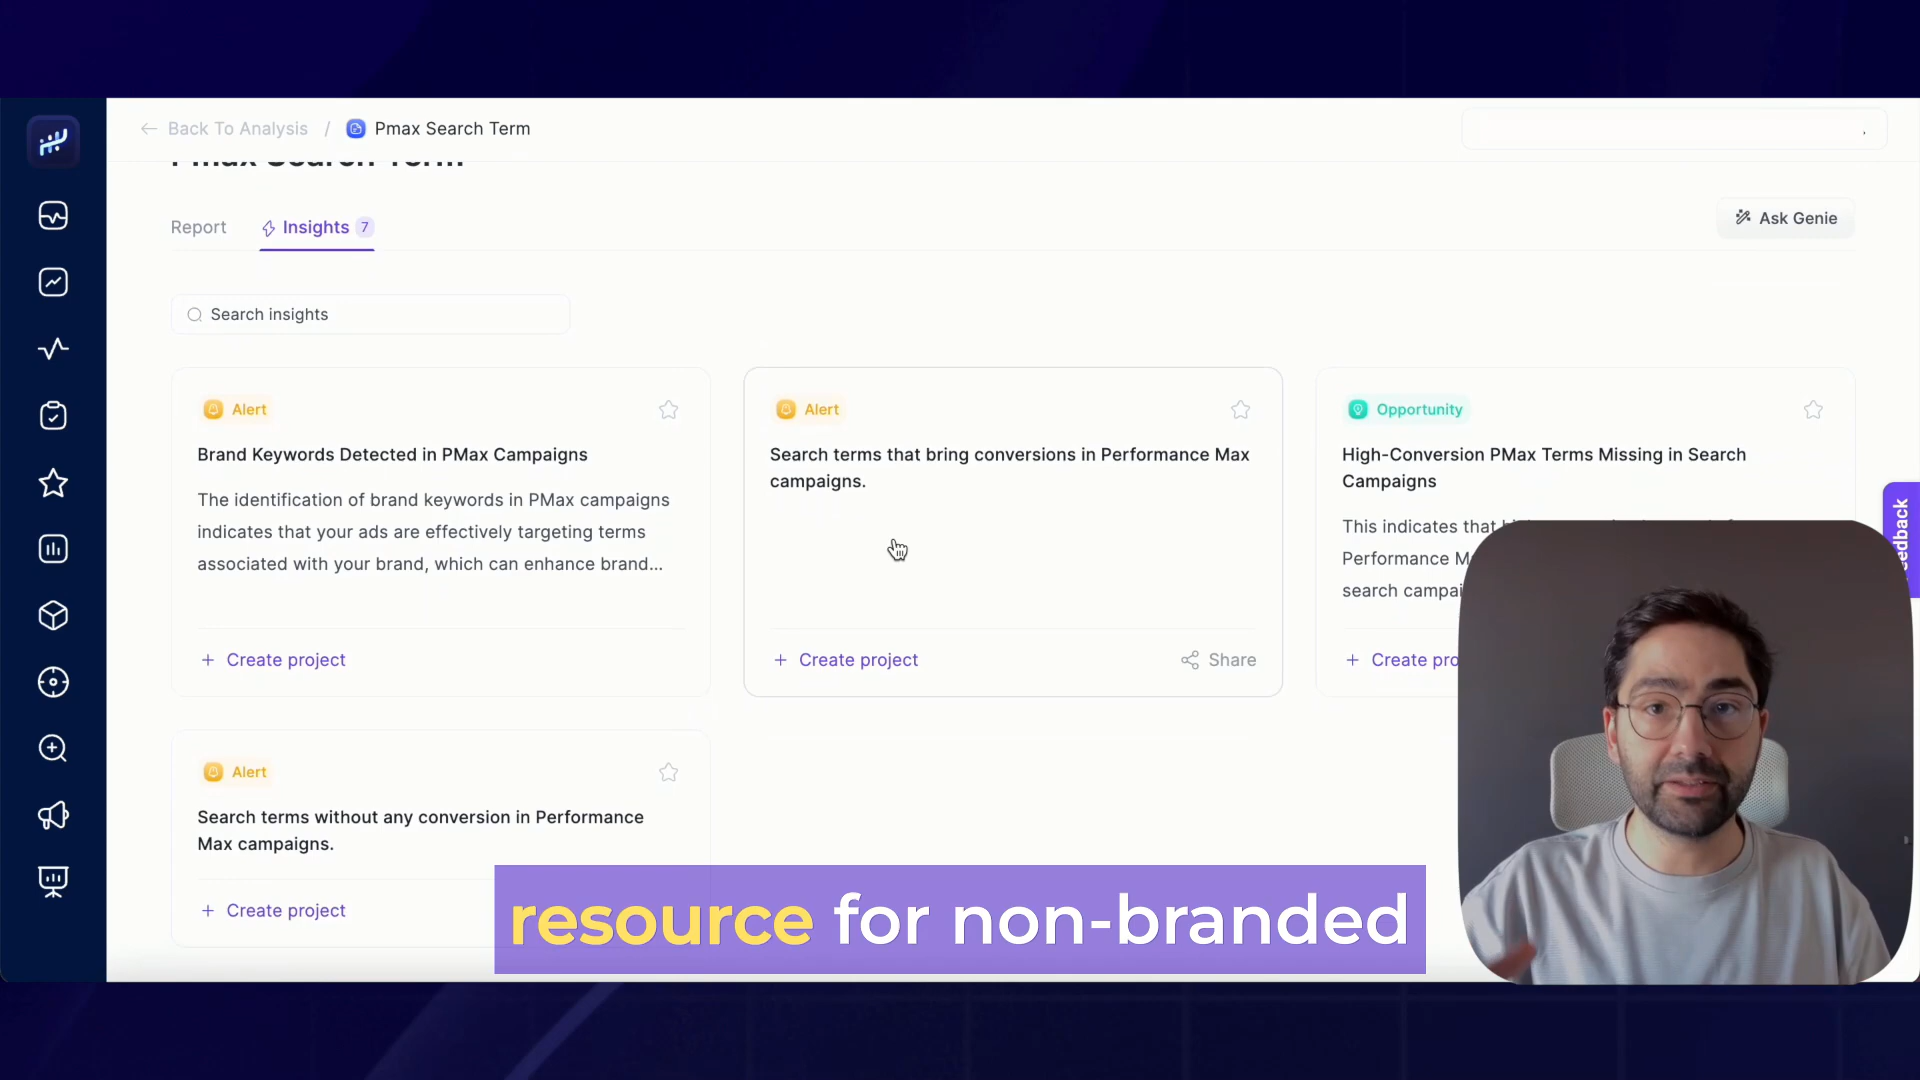 Back To Analysis / Pmax Search Term
Pmax Search Term
Report
Insights 7
Ask Genie
Search insights
Alert
Brand Keywords Detected in PMax Campaigns
The identification of brand keywords in PMax campaigns
indicates that your ads are effectively targeting terms
associated with your brand, which can enhance brand...
+ Create project
Alert
Search terms that bring conversions in Performance Max
campaigns.
+ Create project
Share
Opportunity
High-Conversion PMax Terms Missing in Search
Campaigns
This indicates that
Performance M
search campai
+ Create pro
edback
Alert
Search terms without any conversion in Performance
Max campaigns.
+ Create project
resource for non-branded